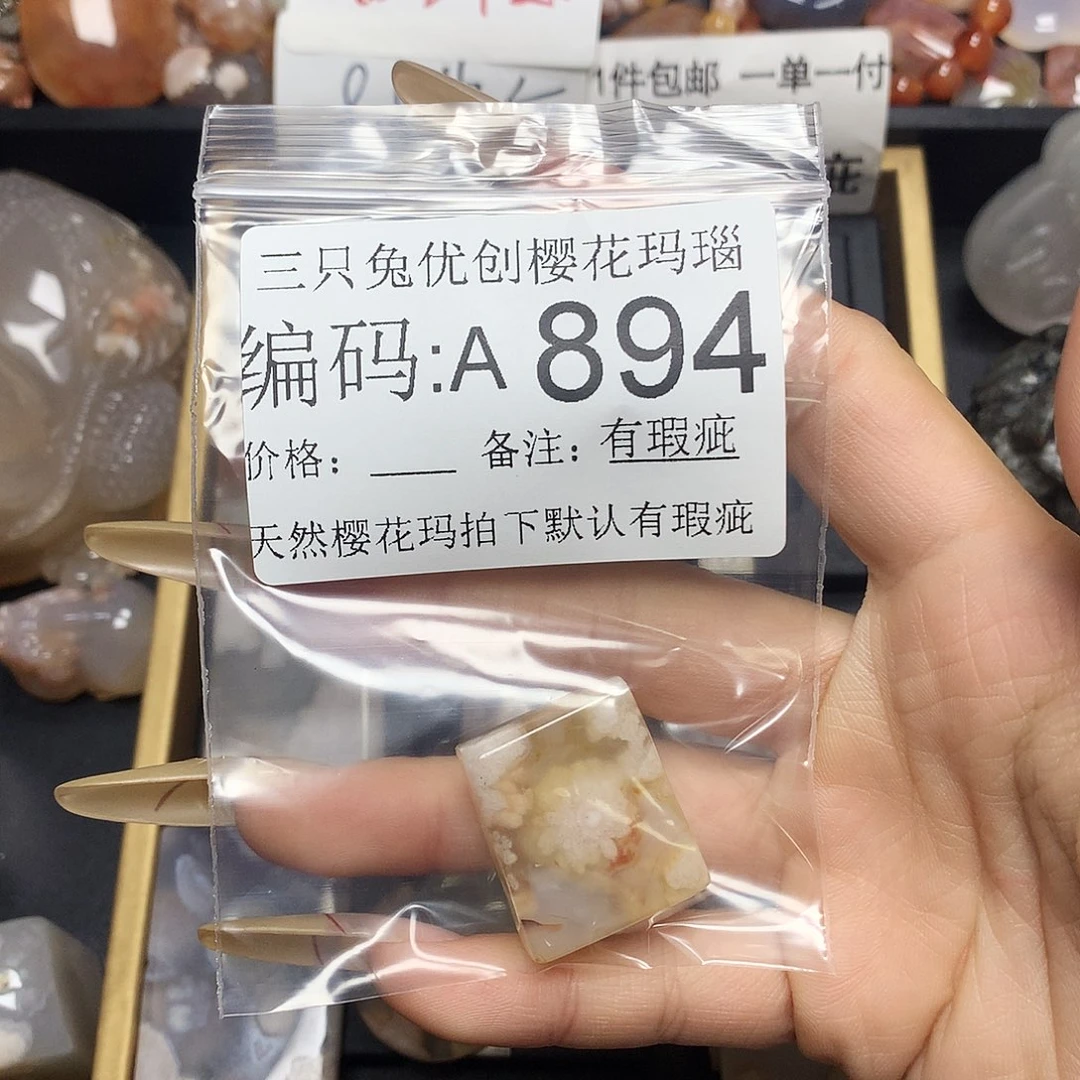 1件包邮 一单一付
疵
三只兔优创樱花玛瑙
编码:A 894
价格: ___ 备注: 有瑕疵
天然樱花玛拍下默认有瑕疵